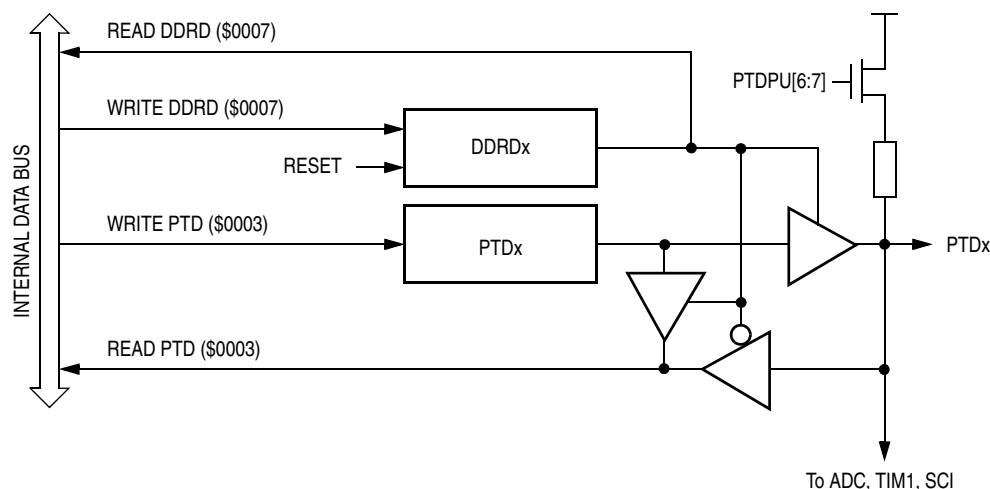 READ DDRD ($0007)
PTDPU[6:7]
WRITE DDRD ($0007)
DDRDx
RESET
INTERNAL DATA BUS
WRITE PTD ($0003)
PTDx
PTDx
READ PTD ($0003)
To ADC, TIM1, SCI